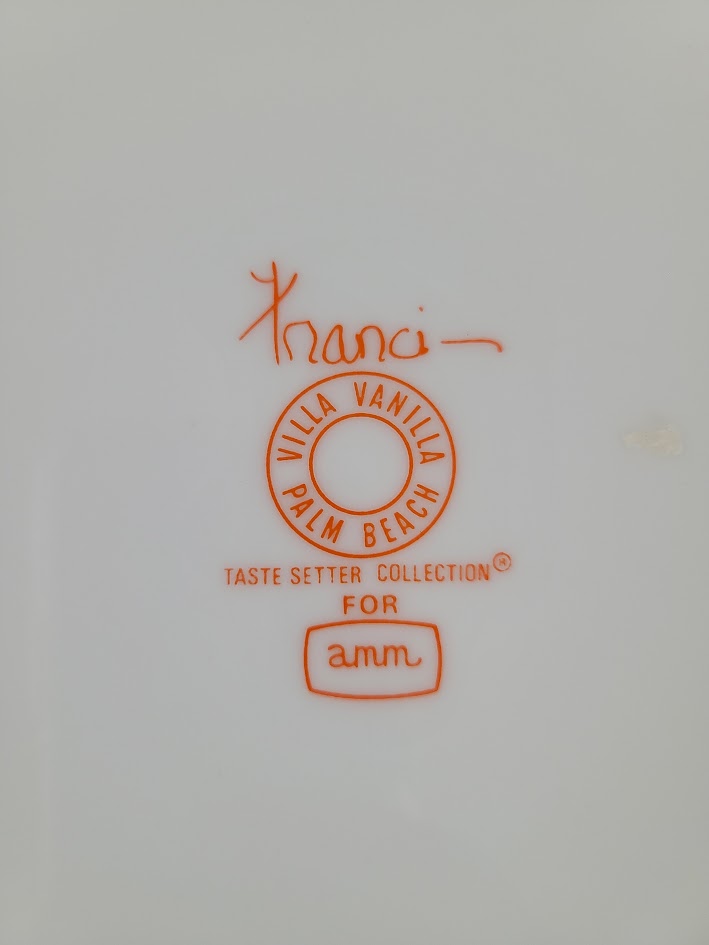 Franci—
VILLA VANILLA
PALM BEACH
TASTE SETTER COLLECTION®
FOR
amm